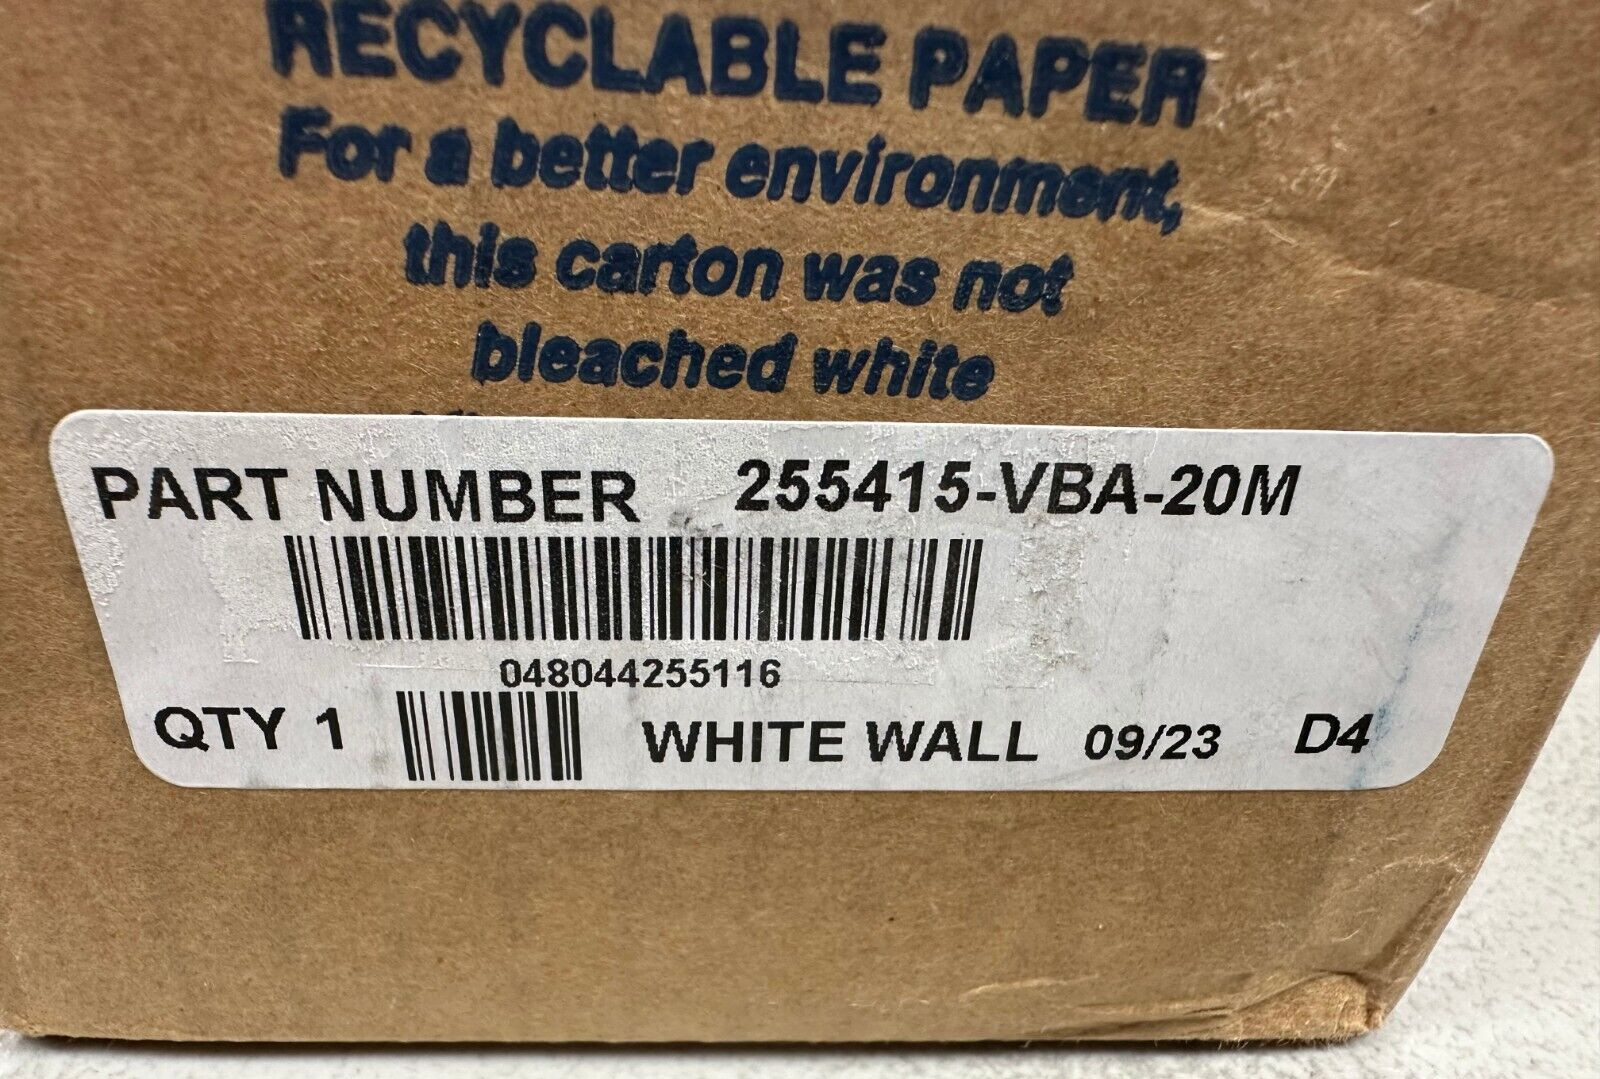 RECYCLABLE PAPER
For a better environment,
this carton was not
bleached white
PART NUMBER 255415-VBA-20M
048044255116
QTY 1 WHITE WALL 09/23 D4